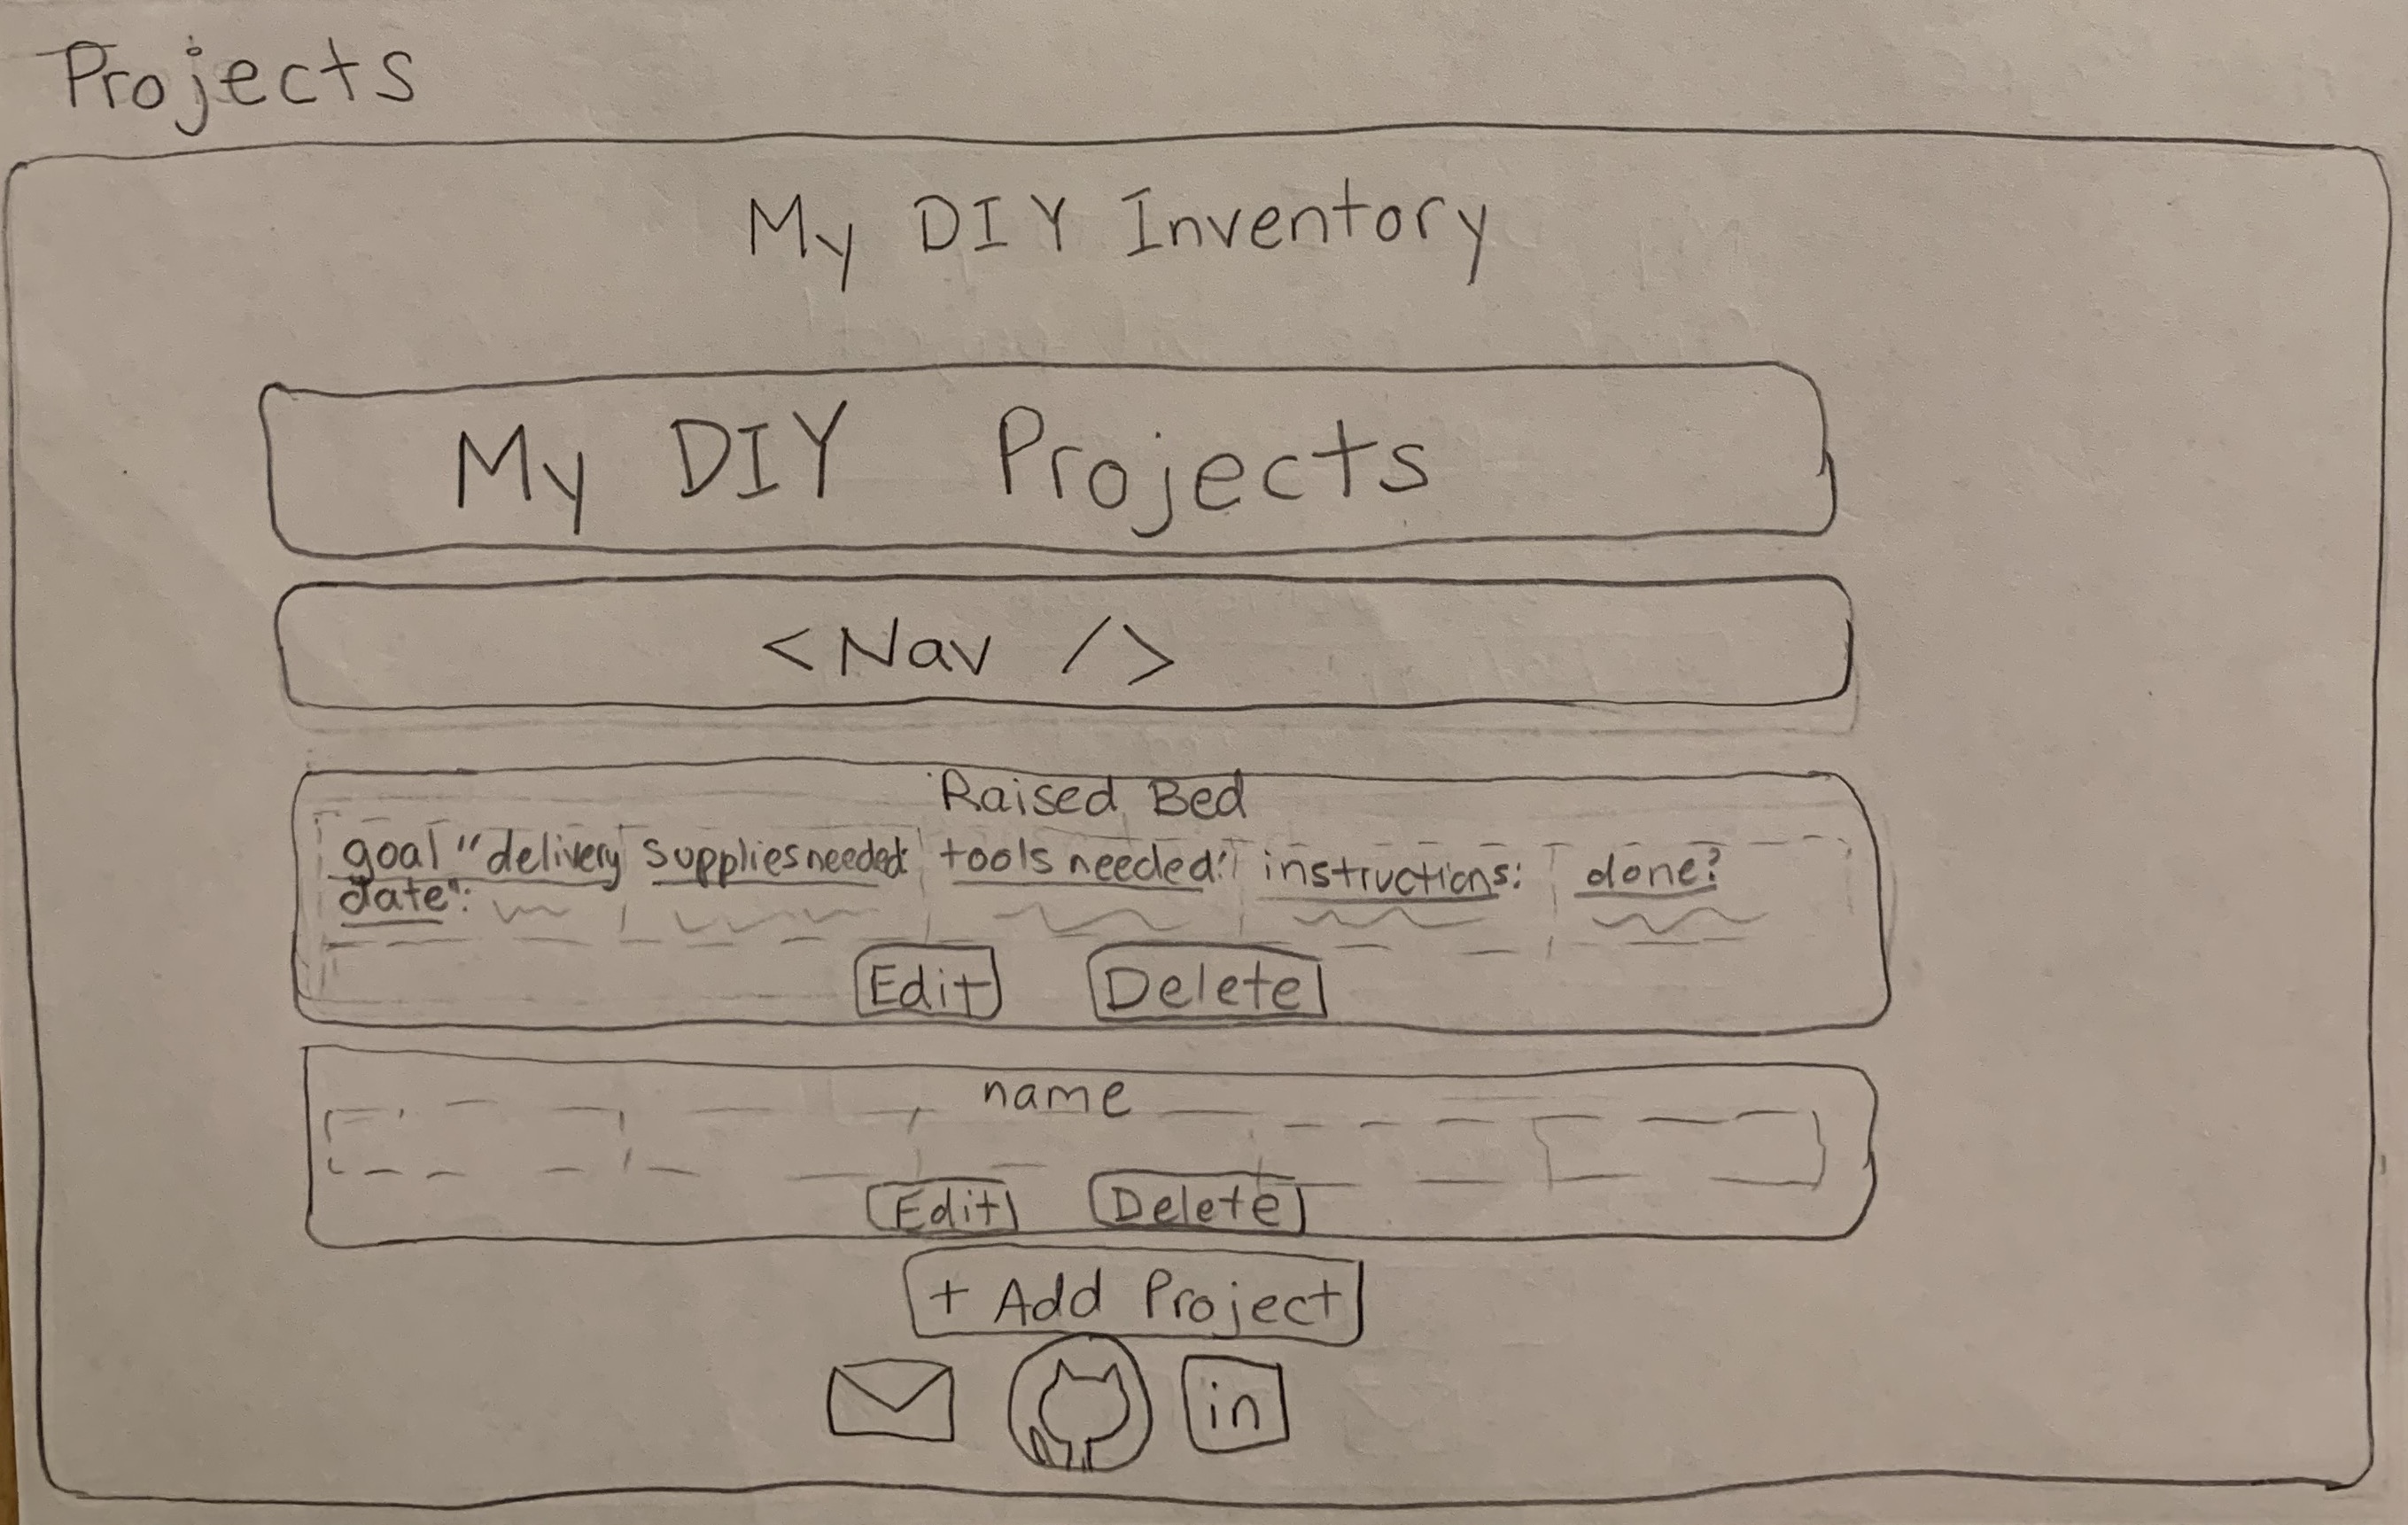 Projects
My DIY Inventory
My DIY Projects
<Nav />
Raised Bed
goal "delivery date": supplies needed: tools needed: instructions: done?
Edit Delete
name
Edit Delete
+ Add Project
in